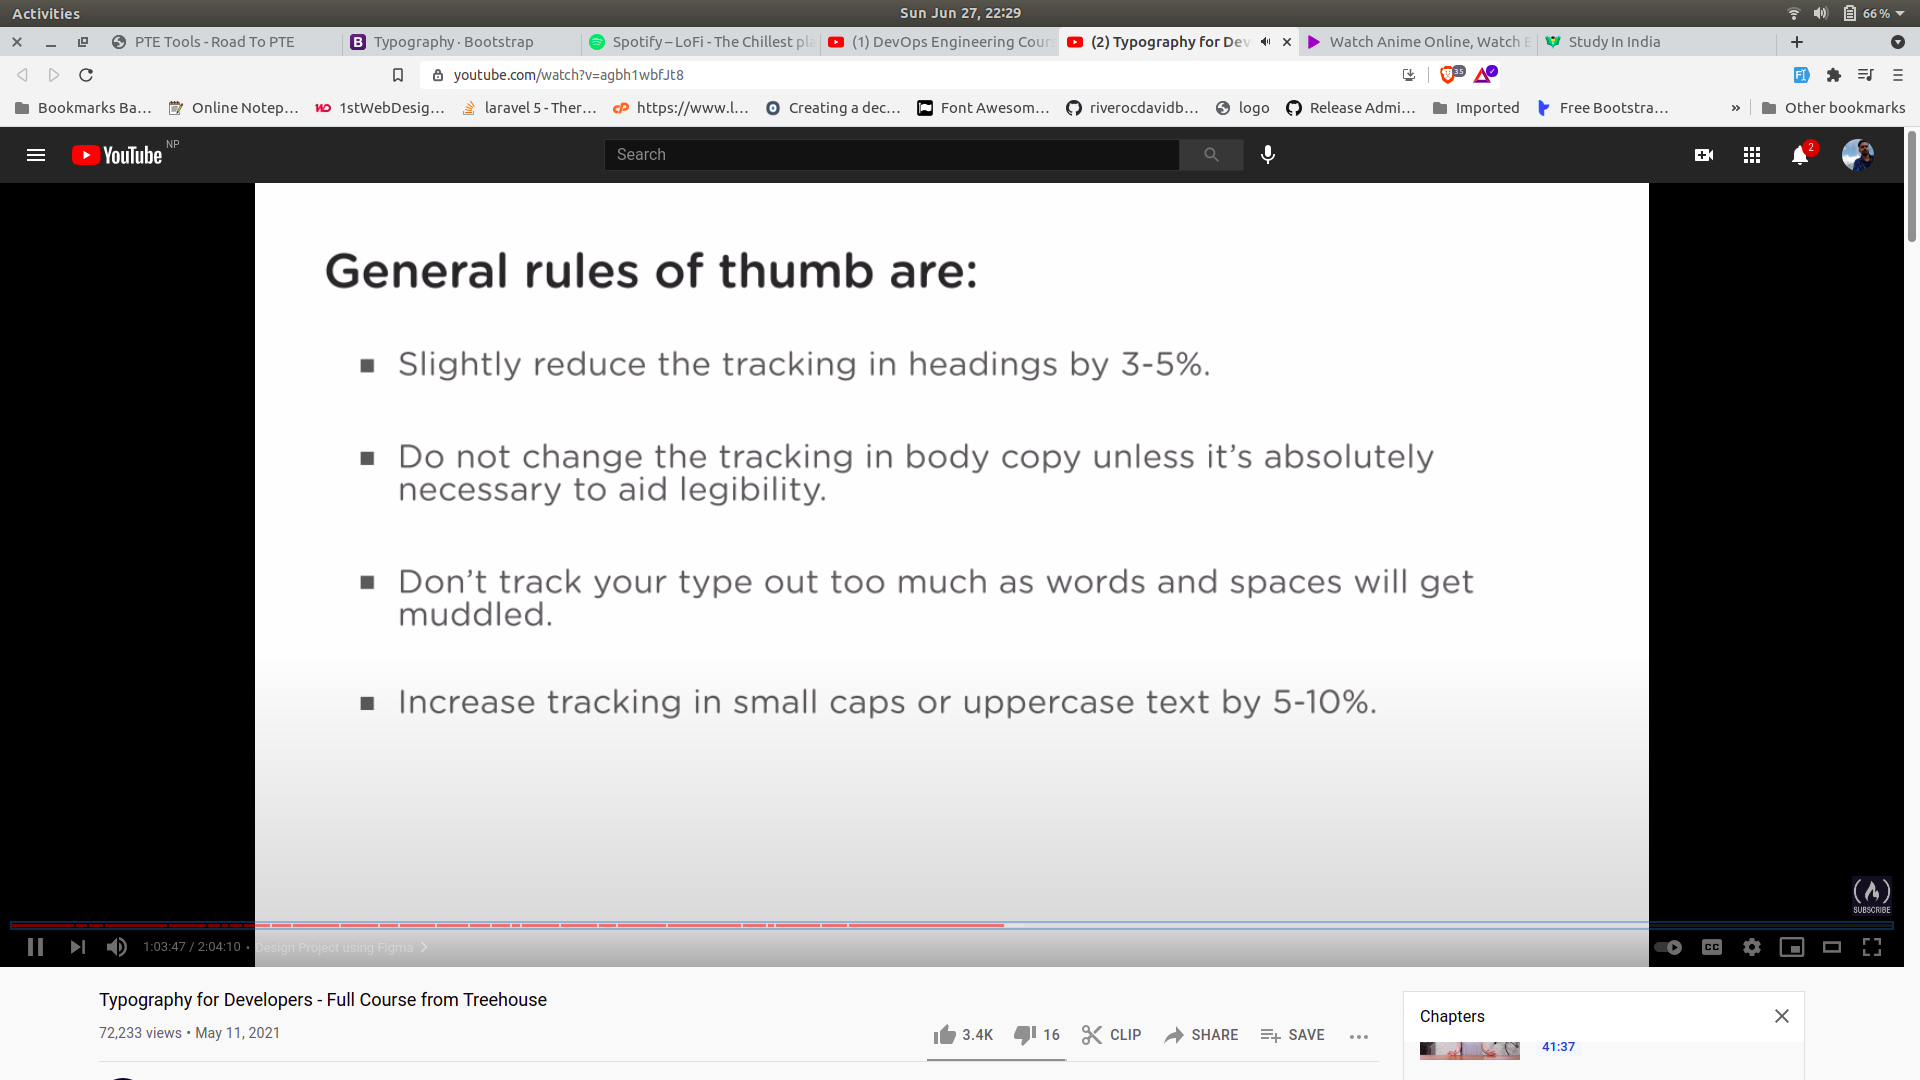 Activities
Sun Jun 27, 22:29
66 %
PTE Tools - Road To PTE
Typography · Bootstrap
Spotify – LoFi - The Chillest pla
(1) DevOps Engineering Cour
(2) Typography for Dev
Watch Anime Online, Watch E
Study In India
youtube.com/watch?v=agbh1wbfJt8
35
Bookmarks Ba...
Online Notep...
1stWebDesig...
laravel 5 - Ther...
https://www.l...
Creating a dec...
Font Awesom...
riverocdavidb...
logo
Release Admi...
Imported
Free Bootstra...
»
Other bookmarks
YouTube NP
Search
2
General rules of thumb are:
▪ Slightly reduce the tracking in headings by 3-5%.
▪ Do not change the tracking in body copy unless it’s absolutely
necessary to aid legibility.
▪ Don’t track your type out too much as words and spaces will get
muddled.
▪ Increase tracking in small caps or uppercase text by 5-10%.
SUBSCRIBE
1:03:47 / 2:04:10 • Design Project using Figma
CC
Typography for Developers - Full Course from Treehouse
72,233 views • May 11, 2021
3.4K
16
CLIP
SHARE
SAVE
Chapters
41:37